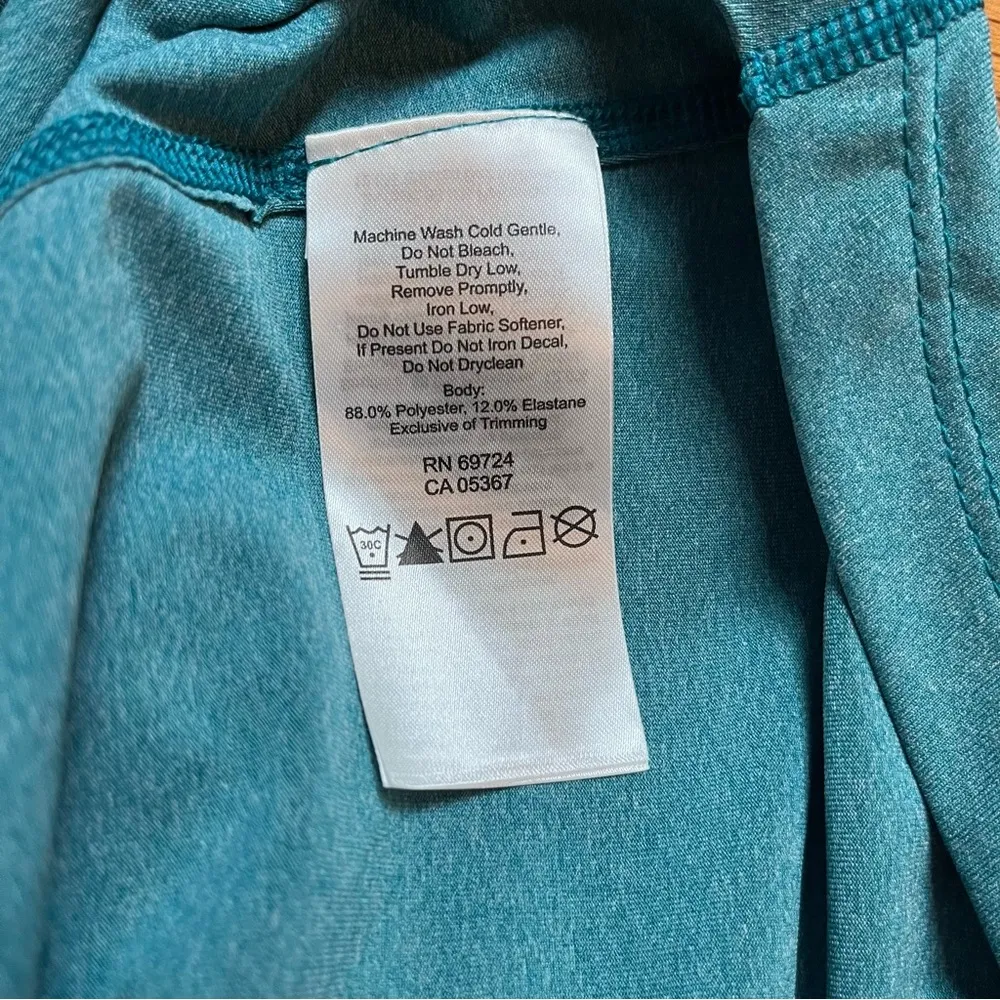 Machine Wash Cold Gentle,
Do Not Bleach,
Tumble Dry Low,
Remove Promptly,
Iron Low,
Do Not Use Fabric Softener,
If Present Do Not Iron Decal,
Do Not Dryclean
Body:
88.0% Polyester, 12.0% Elastane
Exclusive of Trimming
RN 69724
CA 05367
30C